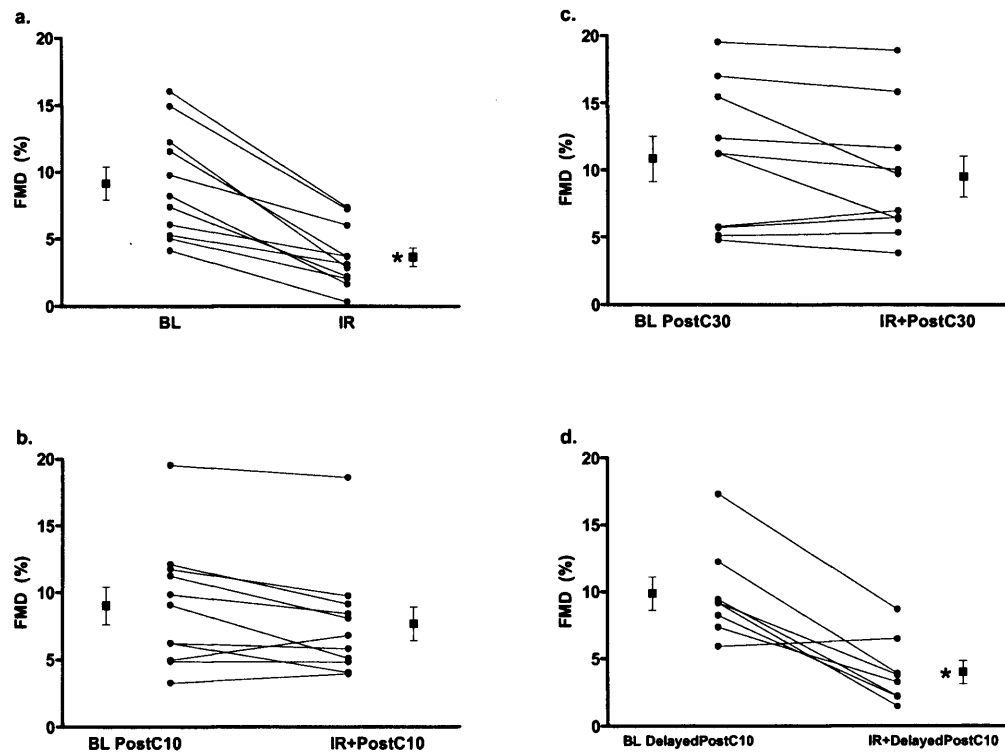 a.
20
15
10
5
0
FMD (%)
*
BL IR
c.
20
15
10
5
0
FMD (%)
BL PostC30 IR+PostC30
b.
20
15
10
5
0
FMD (%)
BL PostC10 IR+PostC10
d.
20
15
10
5
0
FMD (%)
*
BL DelayedPostC10 IR+DelayedPostC10